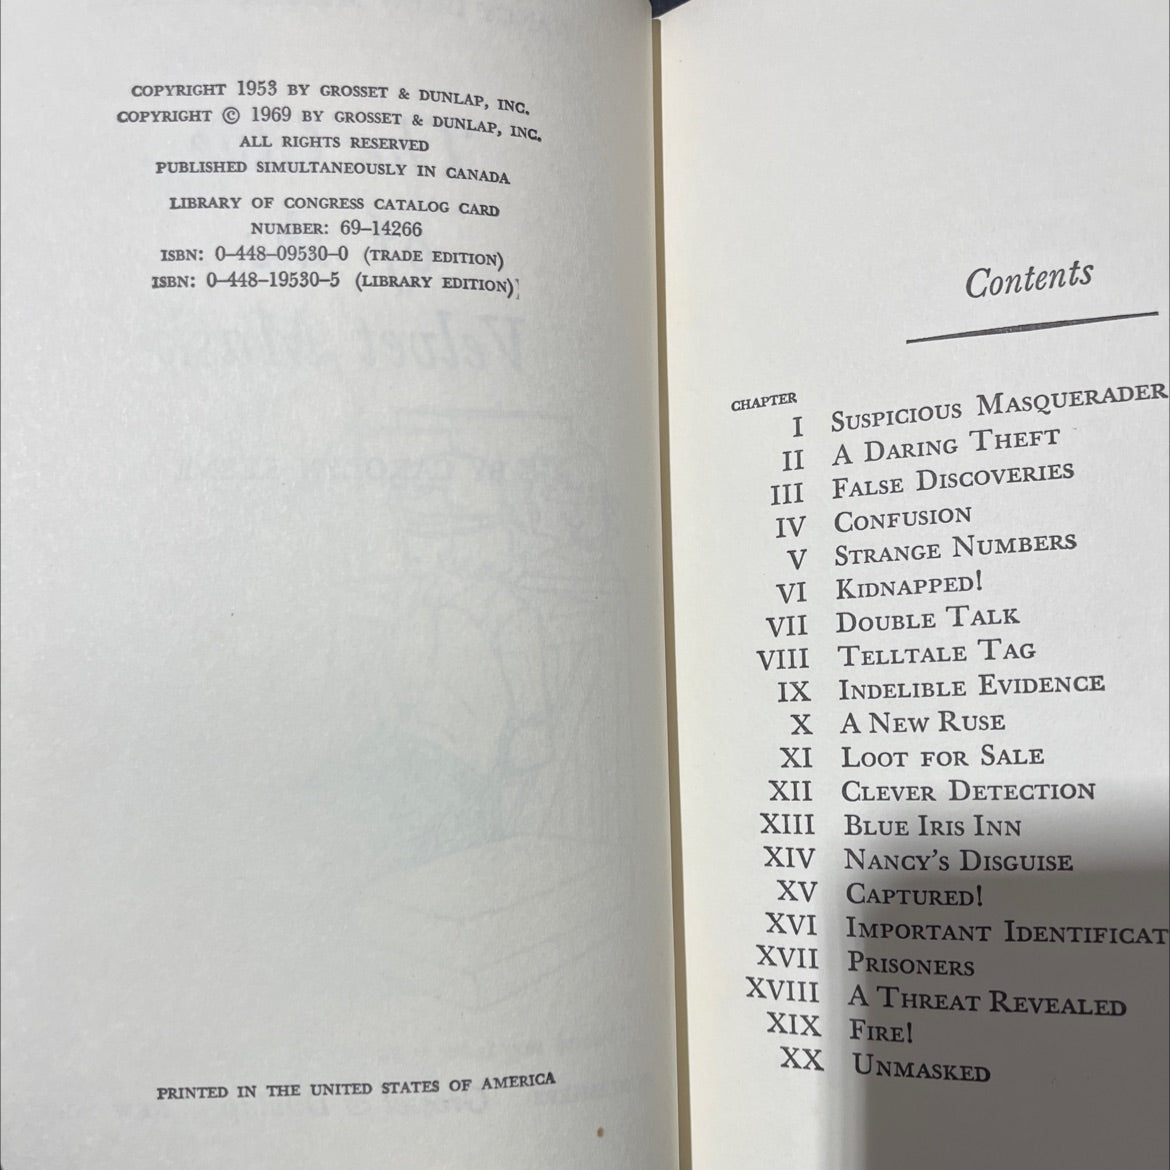 COPYRIGHT 1953 BY GROSSET & DUNLAP, INC.
COPYRIGHT © 1969 BY GROSSET & DUNLAP, INC.
ALL RIGHTS RESERVED
PUBLISHED SIMULTANEOUSLY IN CANADA
LIBRARY OF CONGRESS CATALOG CARD
NUMBER: 69–14266
ISBN: 0–448–09530–0 (TRADE EDITION)
ISBN: 0–448–19530–5 (LIBRARY EDITION)
PRINTED IN THE UNITED STATES OF AMERICA
Contents
CHAPTER
I SUSPICIOUS MASQUERADER
II A DARING THEFT
III FALSE DISCOVERIES
IV CONFUSION
V STRANGE NUMBERS
VI KIDNAPPED!
VII DOUBLE TALK
VIII TELLTALE TAG
IX INDELIBLE EVIDENCE
X A NEW RUSE
XI LOOT FOR SALE
XII CLEVER DETECTION
XIII BLUE IRIS INN
XIV NANCY'S DISGUISE
XV CAPTURED!
XVI IMPORTANT IDENTIFICAT
XVII PRISONERS
XVIII A THREAT REVEALED
XIX FIRE!
XX UNMASKED